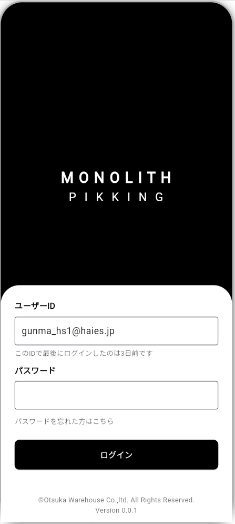 MONOLITH
PIKKING
ユーザーID
gunma_hs1@haies.jp
このIDで最後にログインしたのは3日前です
パスワード
パスワードを忘れた方はこちら
ログイン
©Otsuka Warehouse Co.,ltd. All Rights Reserved.
Version 0.0.1